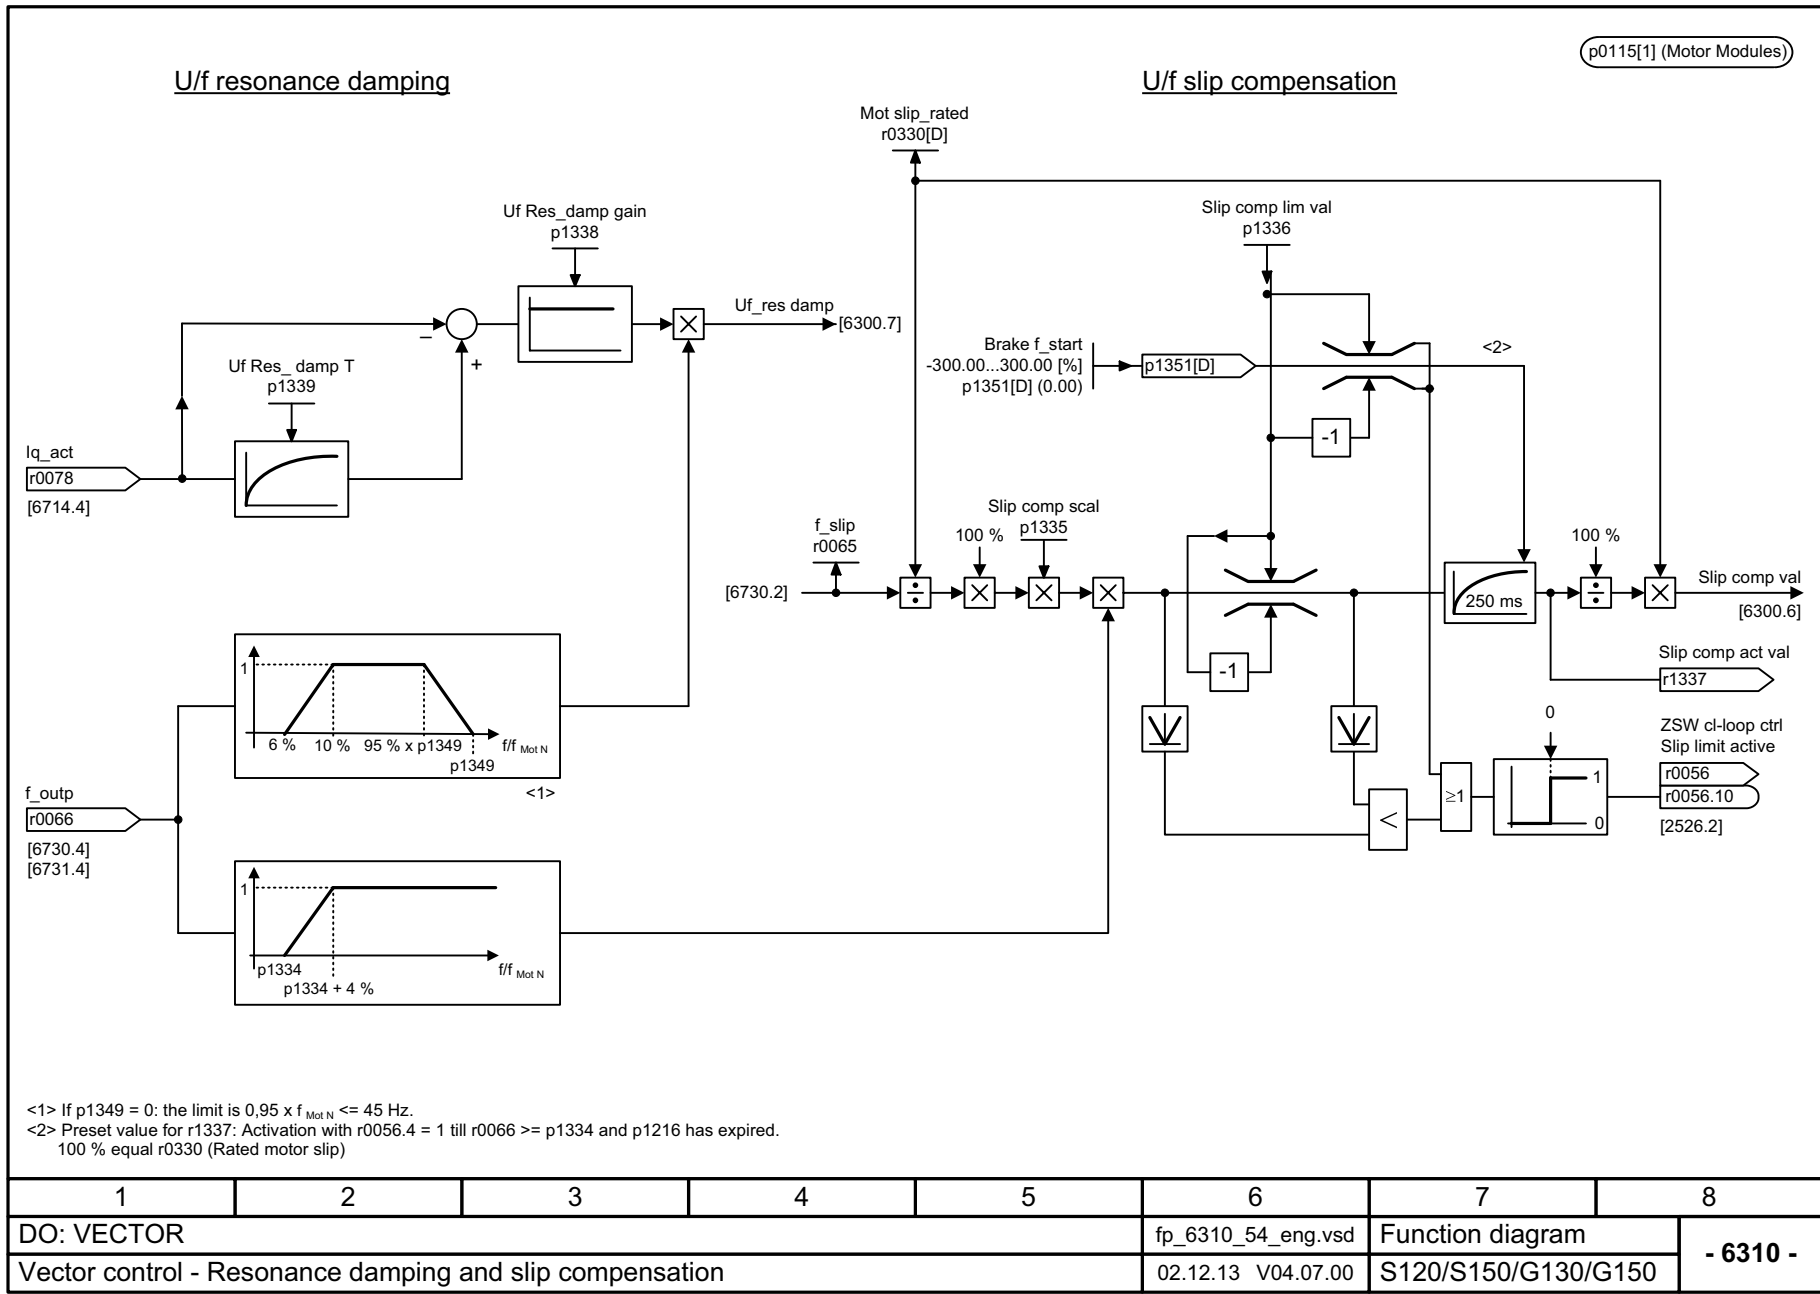 p0115[1] (Motor Modules)
U/f resonance damping
U/f slip compensation
Mot slip_rated
r0330[D]
Uf Res_damp gain
p1338
Slip comp lim val
p1336
Uf_res damp
[6300.7]
–
+
Uf Res_ damp T
p1339
Brake f_start
-300.00...300.00 [%]
p1351[D] (0.00)
p1351[D]
<2>
-1
Iq_act
r0078
[6714.4]
f_slip
r0065
[6730.2]
÷
100 %
×
Slip comp scal
p1335
×
×
×
-1
250 ms
100 %
÷
×
Slip comp val
[6300.6]
Slip comp act val
r1337
1
6 %
10 %
95 % x p1349
p1349
f/f Mot N
<1>
0
1
0
≥1
<
ZSW cl-loop ctrl
Slip limit active
r0056
r0056.10
[2526.2]
f_outp
r0066
[6730.4]
[6731.4]
1
p1334
p1334 + 4 %
f/f Mot N
<1> If p1349 = 0: the limit is 0,95 x f Mot N <= 45 Hz.
<2> Preset value for r1337: Activation with r0056.4 = 1 till r0066 >= p1334 and p1216 has expired.
100 % equal r0330 (Rated motor slip)
1 2 3 4 5 6 7 8
DO: VECTOR
fp_6310_54_eng.vsd
Function diagram
- 6310 -
Vector control - Resonance damping and slip compensation
02.12.13 V04.07.00
S120/S150/G130/G150